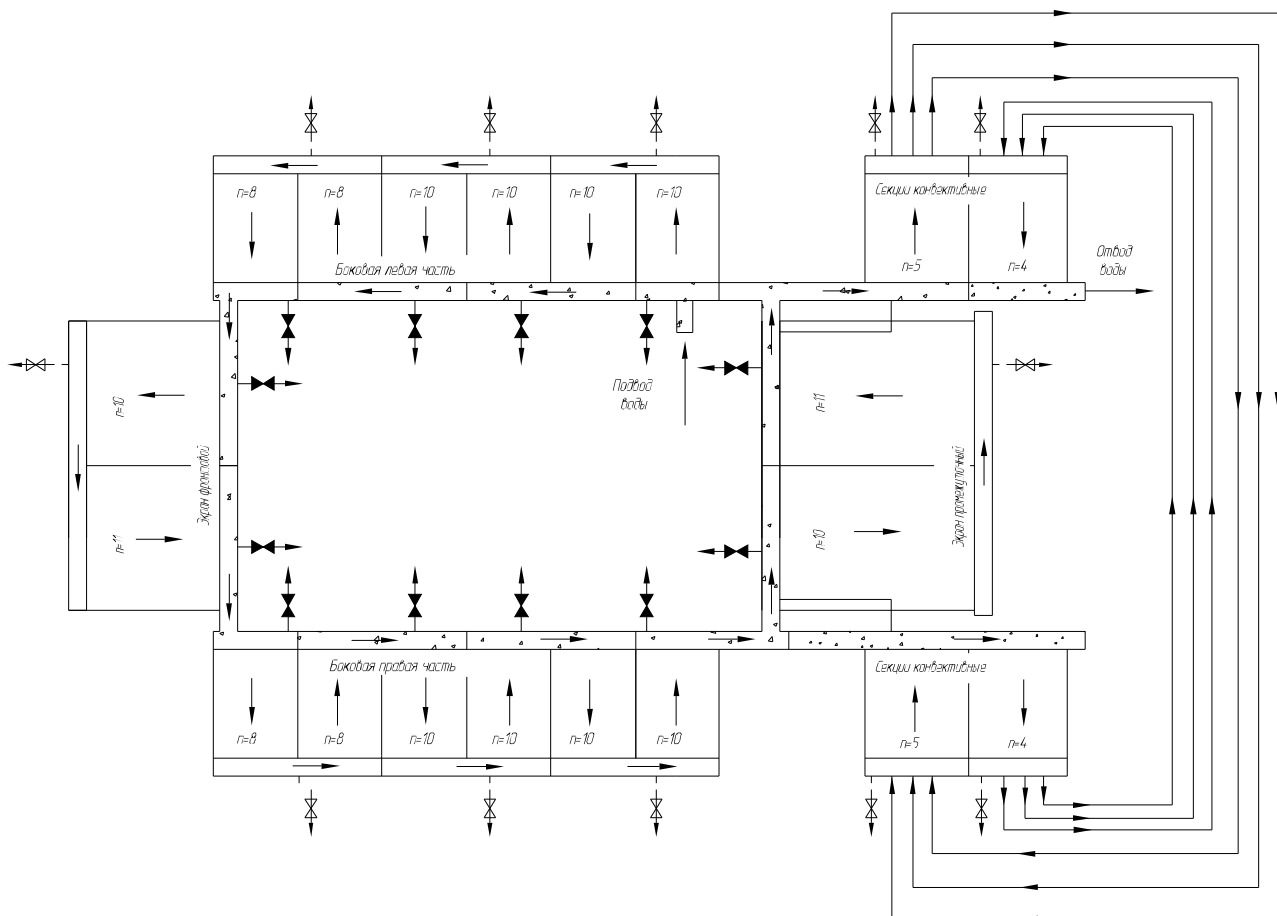 n=8
n=8
n=10
n=10
n=10
n=10
Секции конвективные
n=5
n=4
Боковая левая часть
Отвод
воды
n=10
n=11
Экран фронтовой
Подвод
воды
n=11
n=10
Экран промежуточный
Боковая правая часть
n=8
n=8
n=10
n=10
n=10
n=10
Секции конвективные
n=5
n=4